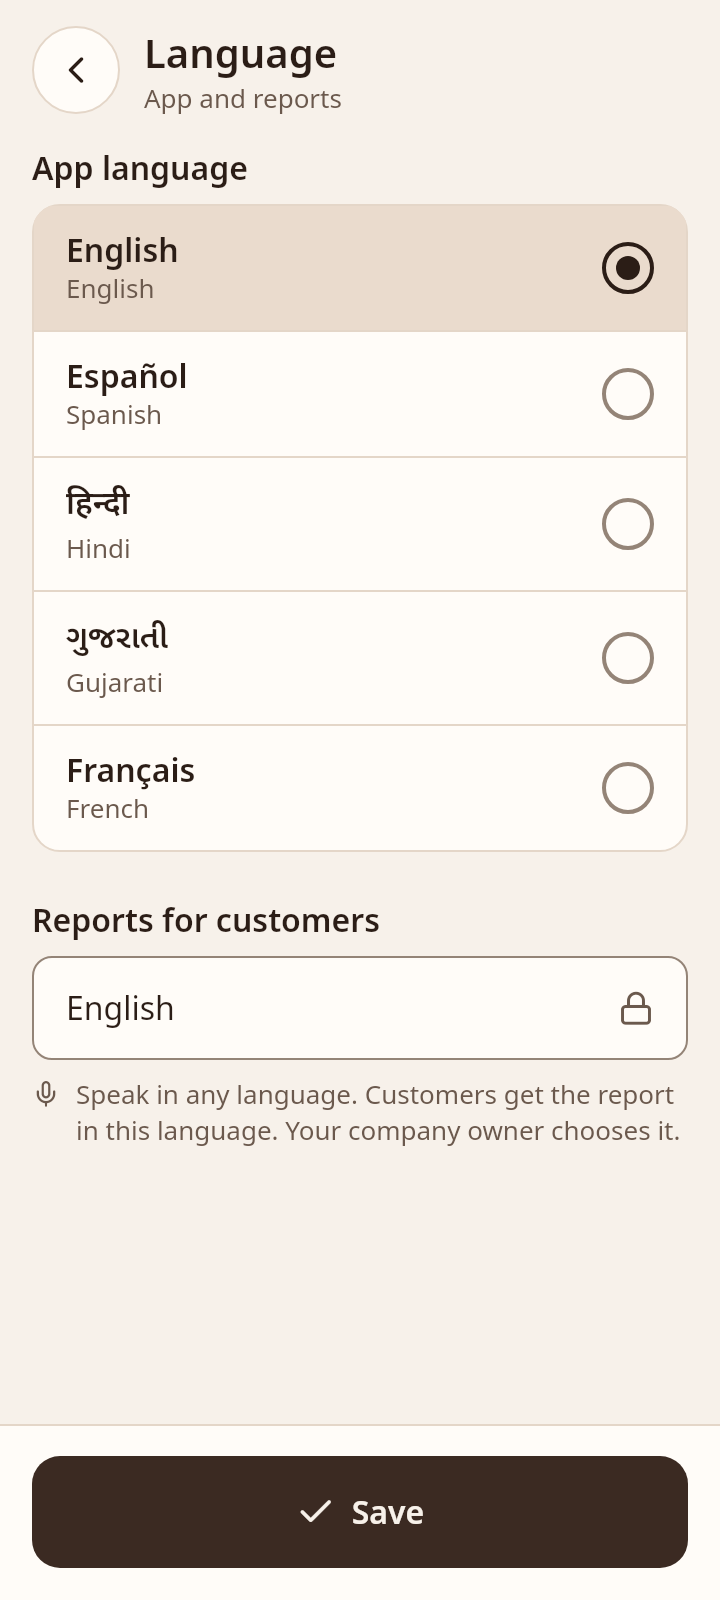 Language
App and reports
App language
English
English
Español
Spanish
हिन्दी
Hindi
ગુજરાતી
Gujarati
Français
French
Reports for customers
English
Speak in any language. Customers get the report
in this language. Your company owner chooses it.
Save